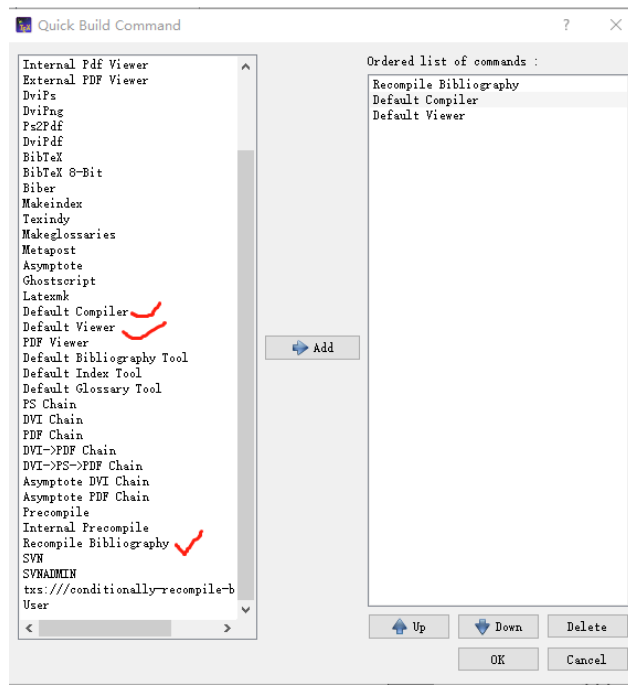 Quick Build Command
Internal Pdf Viewer
External PDF Viewer
DviPs
DviPng
Ps2Pdf
DviPdf
BibTeX
BibTeX 8-Bit
Biber
Makeindex
Texindy
Makeglossaries
Metapost
Asymptote
Ghostscript
Latexmk
Default Compiler
Default Viewer
PDF Viewer
Default Bibliography Tool
Default Index Tool
Default Glossary Tool
PS Chain
DVI Chain
PDF Chain
DVI->PDF Chain
DVI->PS->PDF Chain
Asymptote DVI Chain
Asymptote PDF Chain
Precompile
Internal Precompile
Recompile Bibliography
SVN
SVNADMIN
txs:///conditionally-recompile-b
User
Add
Ordered list of commands :
Recompile Bibliography
Default Compiler
Default Viewer
Up
Down
Delete
OK
Cancel